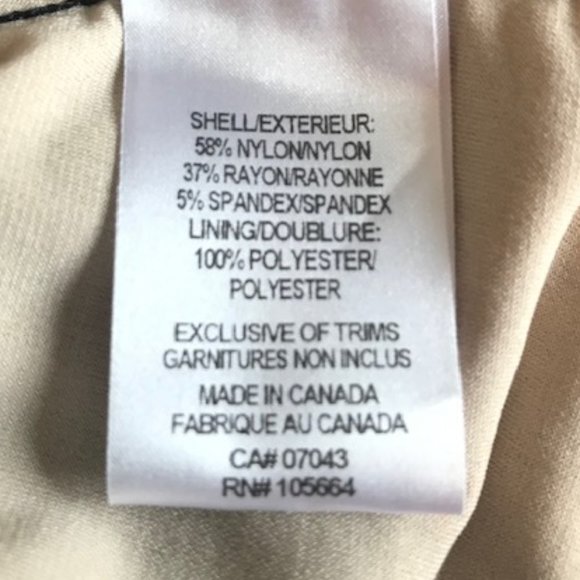 SHELL/EXTERIEUR:
58% NYLON/NYLON
37% RAYON/RAYONNE
5% SPANDEX/SPANDEX
LINING/DOUBLURE:
100% POLYESTER/
POLYESTER
EXCLUSIVE OF TRIMS
GARNITURES NON INCLUS
MADE IN CANADA
FABRIQUE AU CANADA
CA# 07043
RN# 105664